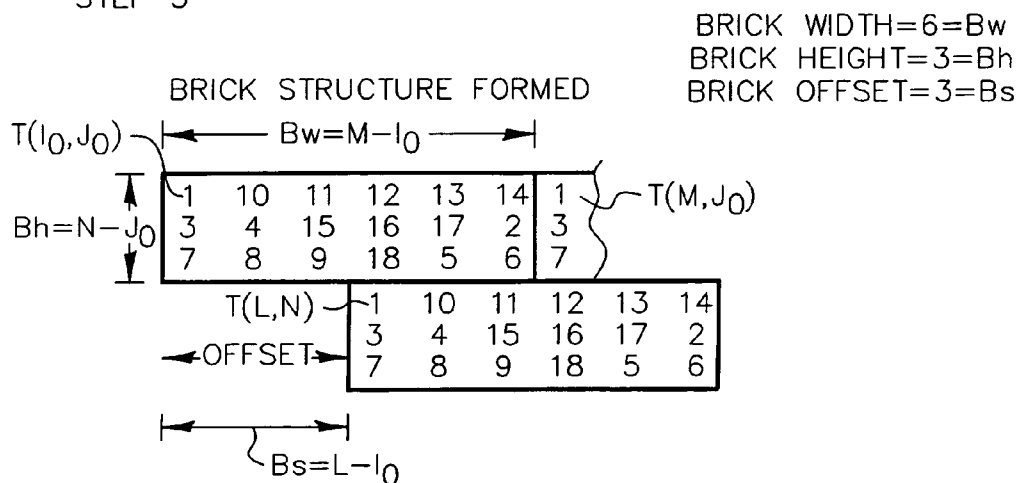 BRICK WIDTH=6=Bw
BRICK HEIGHT=3=Bh
BRICK OFFSET=3=Bs
BRICK STRUCTURE FORMED
T(I0,J0)
Bw=M-I0
1 10 11 12 13 14 1
T(M,J0)
Bh=N-J0
3 4 15 16 17 2 3
7 8 9 18 5 6 7
T(L,N)
1 10 11 12 13 14
3 4 15 16 17 2
OFFSET
7 8 9 18 5 6
Bs=L-I0